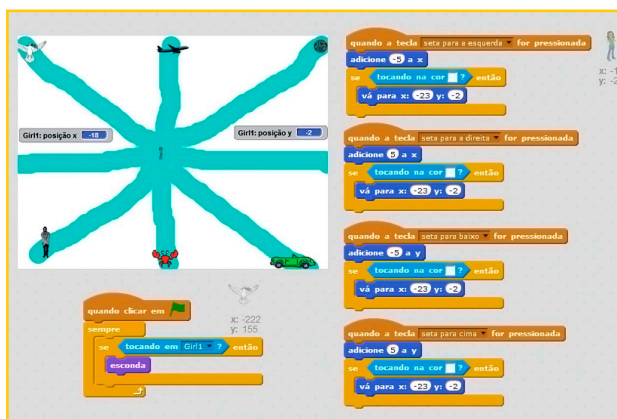 Girl1: posição x -18
Girl1: posição y -2
quando clicar em
sempre
se tocando em Girl1 ? então
esconda
x: -222
y: 155
quando a tecla seta para a esquerda for pressionada
adicione -5 a x
se tocando na cor ? então
vá para x: -23 y: -2
quando a tecla seta para a direita for pressionada
adicione 5 a x
se tocando na cor ? então
vá para x: -23 y: -2
quando a tecla seta para baixo for pressionada
adicione -5 a y
se tocando na cor ? então
vá para x: -23 y: -2
quando a tecla seta para cima for pressionada
adicione 5 a y
se tocando na cor ? então
vá para x: -23 y: -2